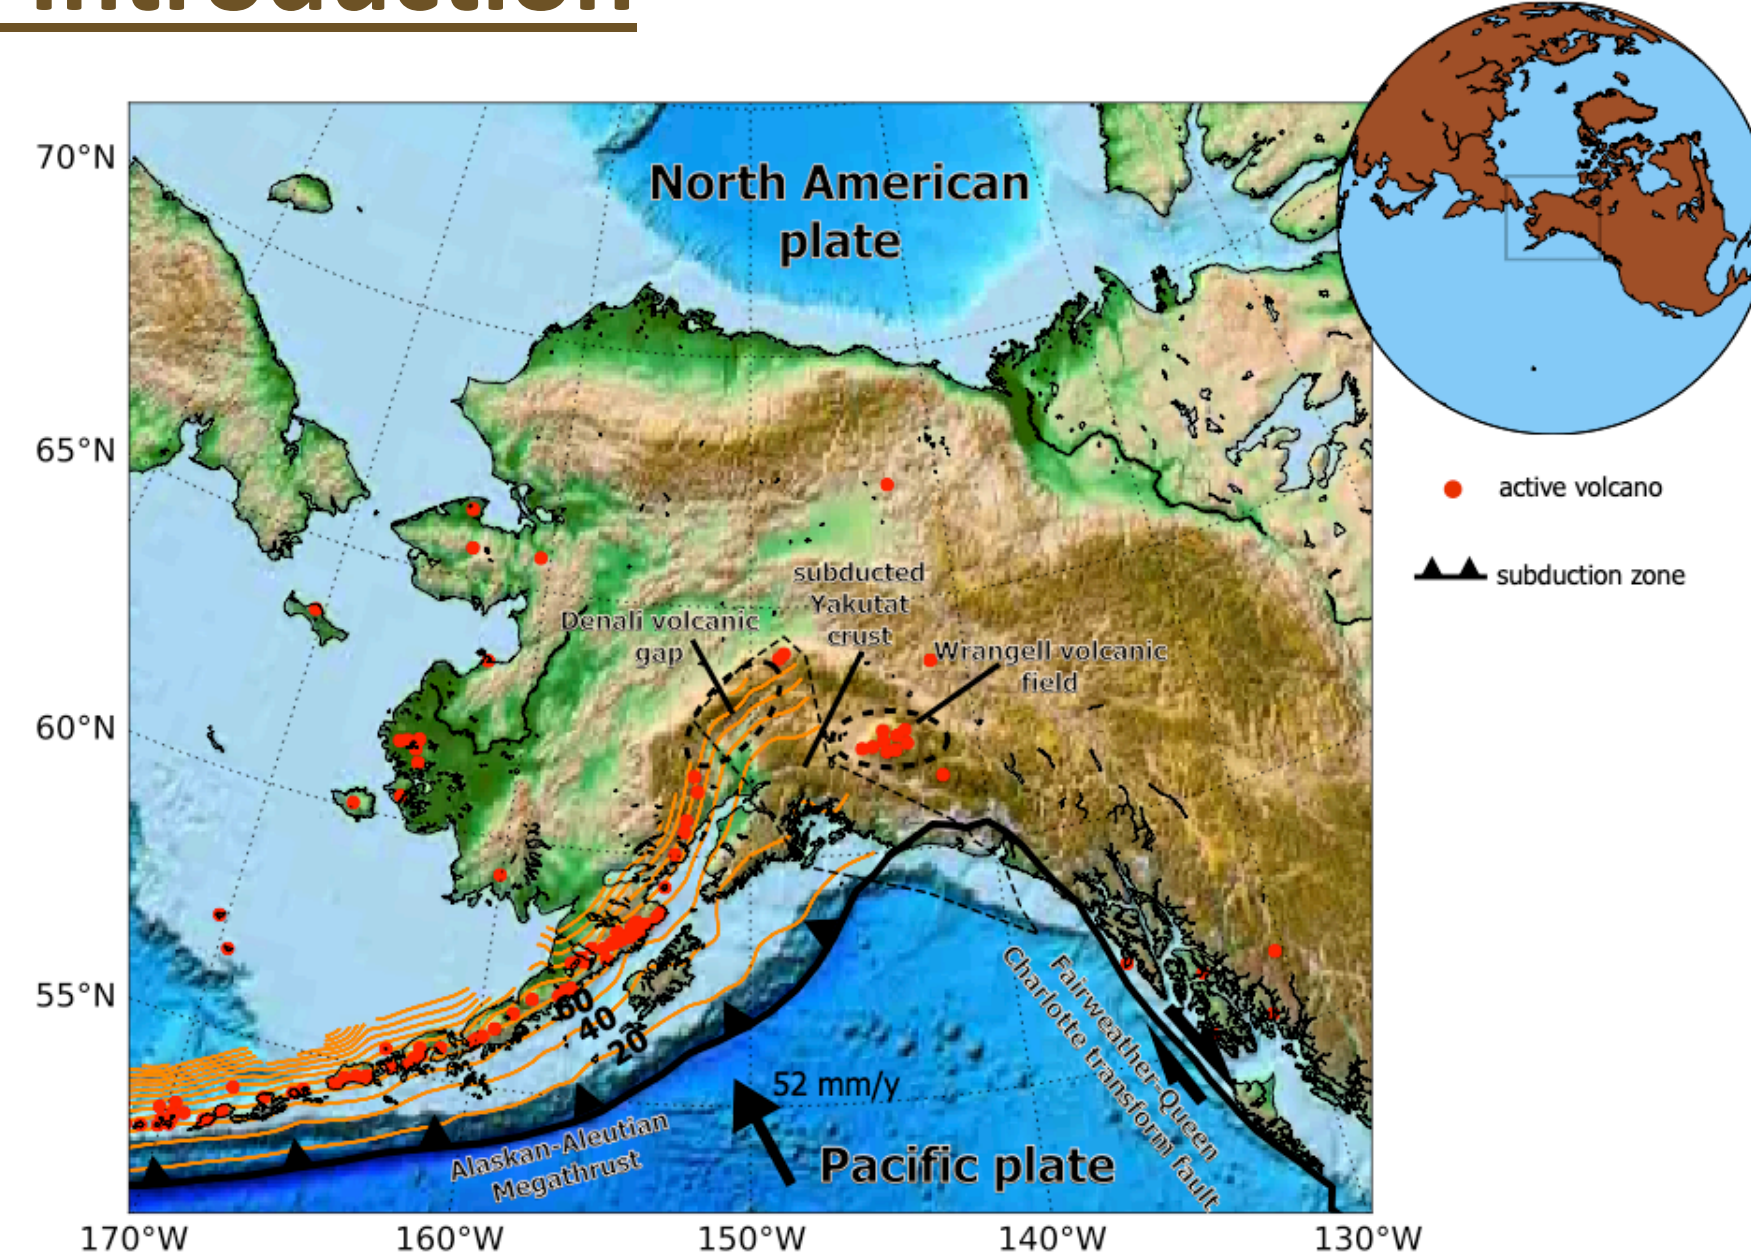 Introduction
70°N
65°N
60°N
55°N
170°W
160°W
150°W
140°W
130°W
North American
plate
active volcano
subduction zone
subducted
Yakutat
crust
Denali volcanic
gap
Wrangell volcanic
field
60
40
20
52 mm/y
Pacific plate
Alaskan-Aleutian
Megathrust
Fairweather-Queen
Charlotte transform fault